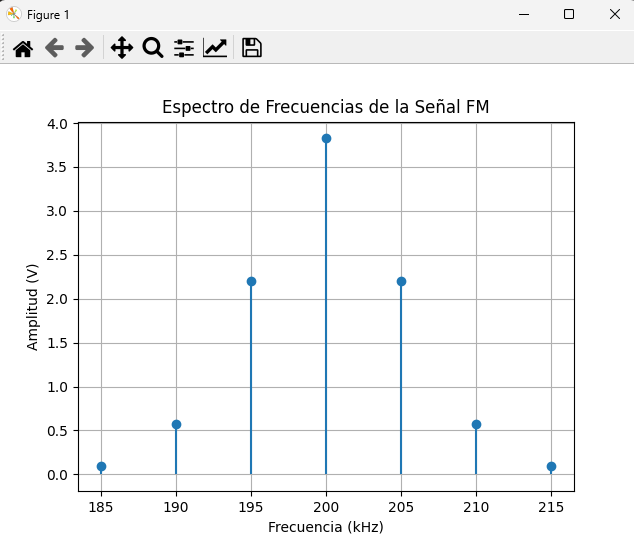 Figure 1
Espectro de Frecuencias de la Señal FM
4.0
3.5
3.0
2.5
2.0
1.5
1.0
0.5
0.0
Amplitud (V)
185 190 195 200 205 210 215
Frecuencia (kHz)